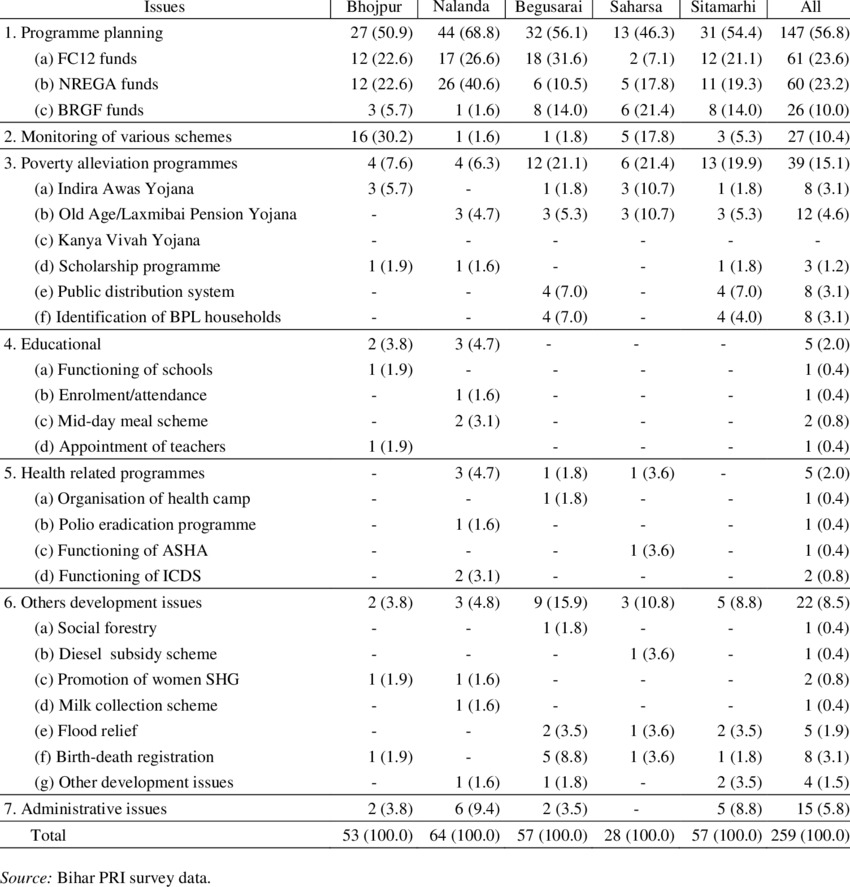 Issues Bhojpur Nalanda Begusarai Saharsa Sitamarhi All
1. Programme planning 27 (50.9) 44 (68.8) 32 (56.1) 13 (46.3) 31 (54.4) 147 (56.8)
(a) FC12 funds 12 (22.6) 17 (26.6) 18 (31.6) 2 (7.1) 12 (21.1) 61 (23.6)
(b) NREGA funds 12 (22.6) 26 (40.6) 6 (10.5) 5 (17.8) 11 (19.3) 60 (23.2)
(c) BRGF funds 3 (5.7) 1 (1.6) 8 (14.0) 6 (21.4) 8 (14.0) 26 (10.0)
2. Monitoring of various schemes 16 (30.2) 1 (1.6) 1 (1.8) 5 (17.8) 3 (5.3) 27 (10.4)
3. Poverty alleviation programmes 4 (7.6) 4 (6.3) 12 (21.1) 6 (21.4) 13 (19.9) 39 (15.1)
(a) Indira Awas Yojana 3 (5.7) - 1 (1.8) 3 (10.7) 1 (1.8) 8 (3.1)
(b) Old Age/Laxmibai Pension Yojana - 3 (4.7) 3 (5.3) 3 (10.7) 3 (5.3) 12 (4.6)
(c) Kanya Vivah Yojana - - - - - -
(d) Scholarship programme 1 (1.9) 1 (1.6) - - 1 (1.8) 3 (1.2)
(e) Public distribution system - - 4 (7.0) - 4 (7.0) 8 (3.1)
(f) Identification of BPL households - - 4 (7.0) - 4 (4.0) 8 (3.1)
4. Educational 2 (3.8) 3 (4.7) - - - 5 (2.0)
(a) Functioning of schools 1 (1.9) - - - - 1 (0.4)
(b) Enrolment/attendance - 1 (1.6) - - - 1 (0.4)
(c) Mid-day meal scheme - 2 (3.1) - - - 2 (0.8)
(d) Appointment of teachers 1 (1.9) - - - 1 (0.4)
5. Health related programmes - 3 (4.7) 1 (1.8) 1 (3.6) - 5 (2.0)
(a) Organisation of health camp - - 1 (1.8) - - 1 (0.4)
(b) Polio eradication programme - 1 (1.6) - - - 1 (0.4)
(c) Functioning of ASHA - - - 1 (3.6) - 1 (0.4)
(d) Functioning of ICDS - 2 (3.1) - - - 2 (0.8)
6. Others development issues 2 (3.8) 3 (4.8) 9 (15.9) 3 (10.8) 5 (8.8) 22 (8.5)
(a) Social forestry - - 1 (1.8) - - 1 (0.4)
(b) Diesel subsidy scheme - - - 1 (3.6) - 1 (0.4)
(c) Promotion of women SHG 1 (1.9) 1 (1.6) - - - 2 (0.8)
(d) Milk collection scheme - 1 (1.6) - - - 1 (0.4)
(e) Flood relief - - 2 (3.5) 1 (3.6) 2 (3.5) 5 (1.9)
(f) Birth-death registration 1 (1.9) - 5 (8.8) 1 (3.6) 1 (1.8) 8 (3.1)
(g) Other development issues - 1 (1.6) 1 (1.8) - 2 (3.5) 4 (1.5)
7. Administrative issues 2 (3.8) 6 (9.4) 2 (3.5) - 5 (8.8) 15 (5.8)
Total 53 (100.0) 64 (100.0) 57 (100.0) 28 (100.0) 57 (100.0) 259 (100.0)
Source: Bihar PRI survey data.